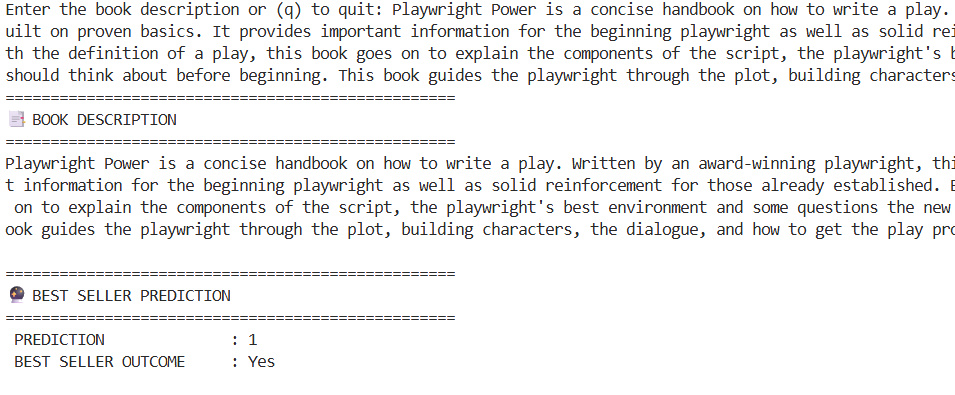 Enter the book description or (q) to quit: Playwright Power is a concise handbook on how to write a play.
uilt on proven basics. It provides important information for the beginning playwright as well as solid rei
th the definition of a play, this book goes on to explain the components of the script, the playwright's b
should think about before beginning. This book guides the playwright through the plot, building characters
==================================================
📑 BOOK DESCRIPTION
==================================================
Playwright Power is a concise handbook on how to write a play. Written by an award-winning playwright, thi
t information for the beginning playwright as well as solid reinforcement for those already established. B
on to explain the components of the script, the playwright's best environment and some questions the new
ook guides the playwright through the plot, building characters, the dialogue, and how to get the play pro
==================================================
🔮 BEST SELLER PREDICTION
==================================================
PREDICTION : 1
BEST SELLER OUTCOME : Yes